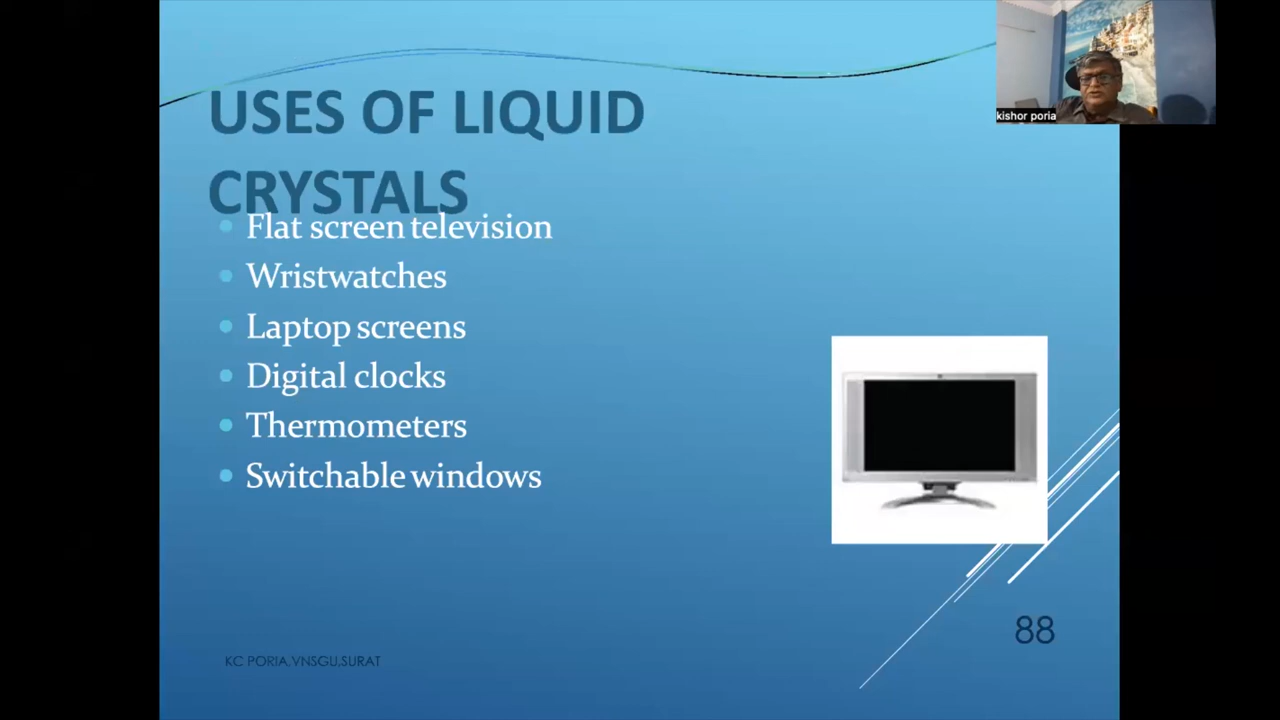 kishor poria
USES OF LIQUID
CRYSTALS
Flat screen television
Wristwatches
Laptop screens
Digital clocks
Thermometers
Switchable windows
88
KC PORIA,VNSGU,SURAT